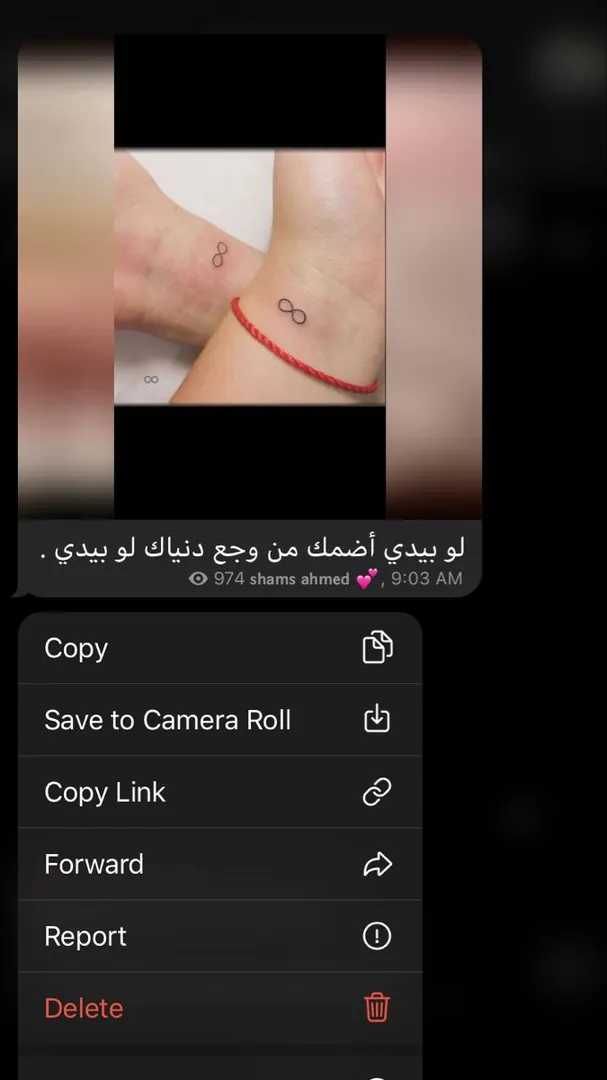 لو بيدي أضمك من وجع دنياك لو بيدي .
974 shams ahmed 💕, 9:03 AM
Copy
Save to Camera Roll
Copy Link
Forward
Report
Delete